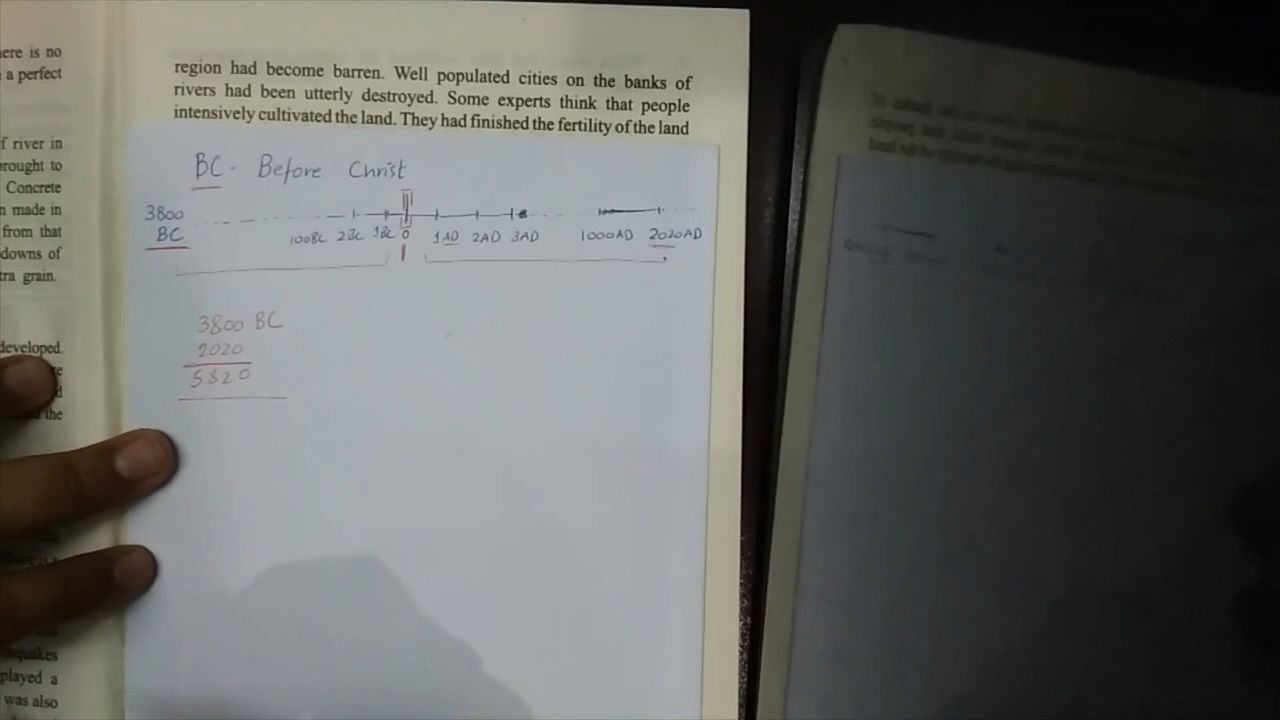 ere is no
a perfect
f river in
rought to
Concrete
n made in
from that
downs of
tra grain.
developed.
the
quakes
played a
was also
region had become barren. Well populated cities on the banks of
rivers had been utterly destroyed. Some experts think that people
intensively cultivated the land. They had finished the fertility of the land
BC - Before Christ
3800
BC
100BC 2BC 1BC 0 1AD 2AD 3AD 1000AD 2020AD
3800 BC
2020
5820